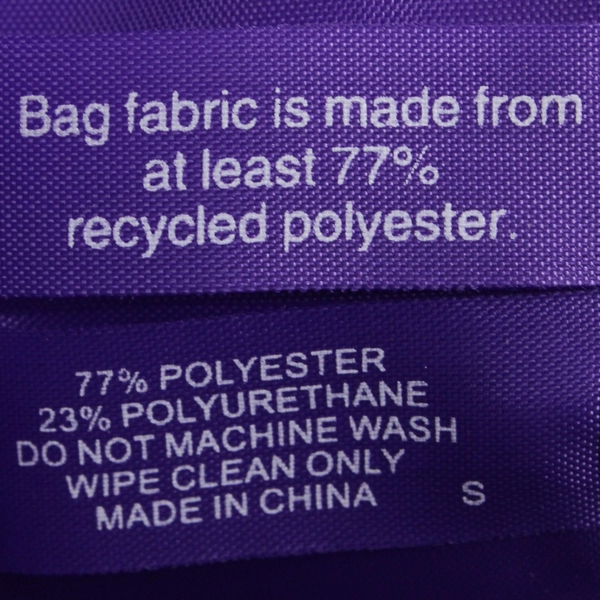 Bag fabric is made from
at least 77%
recycled polyester.
77% POLYESTER
23% POLYURETHANE
DO NOT MACHINE WASH
WIPE CLEAN ONLY
MADE IN CHINA S